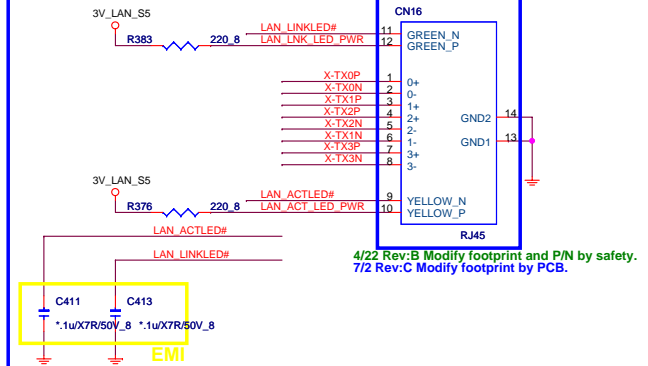 3V_LAN_S5
R383
220_8
LAN_LINKLED#
LAN_LNK_LED_PWR
CN16
11
12
GREEN_N
GREEN_P
X-TX0P
1
0+
X-TX0N
2
0-
X-TX1P
3
1+
X-TX2P
4
2+
X-TX2N
5
2-
X-TX1N
6
1-
X-TX3P
7
3+
X-TX3N
8
3-
GND2
14
GND1
13
3V_LAN_S5
R376
220_8
LAN_ACTLED#
LAN_ACT_LED_PWR
9
10
YELLOW_N
YELLOW_P
RJ45
LAN_ACTLED#
LAN_LINKLED#
4/22 Rev:B Modify footprint and P/N by safety.
7/2 Rev:C Modify footprint by PCB.
C411
C413
*.1u/X7R/50V_8
*.1u/X7R/50V_8
EMI